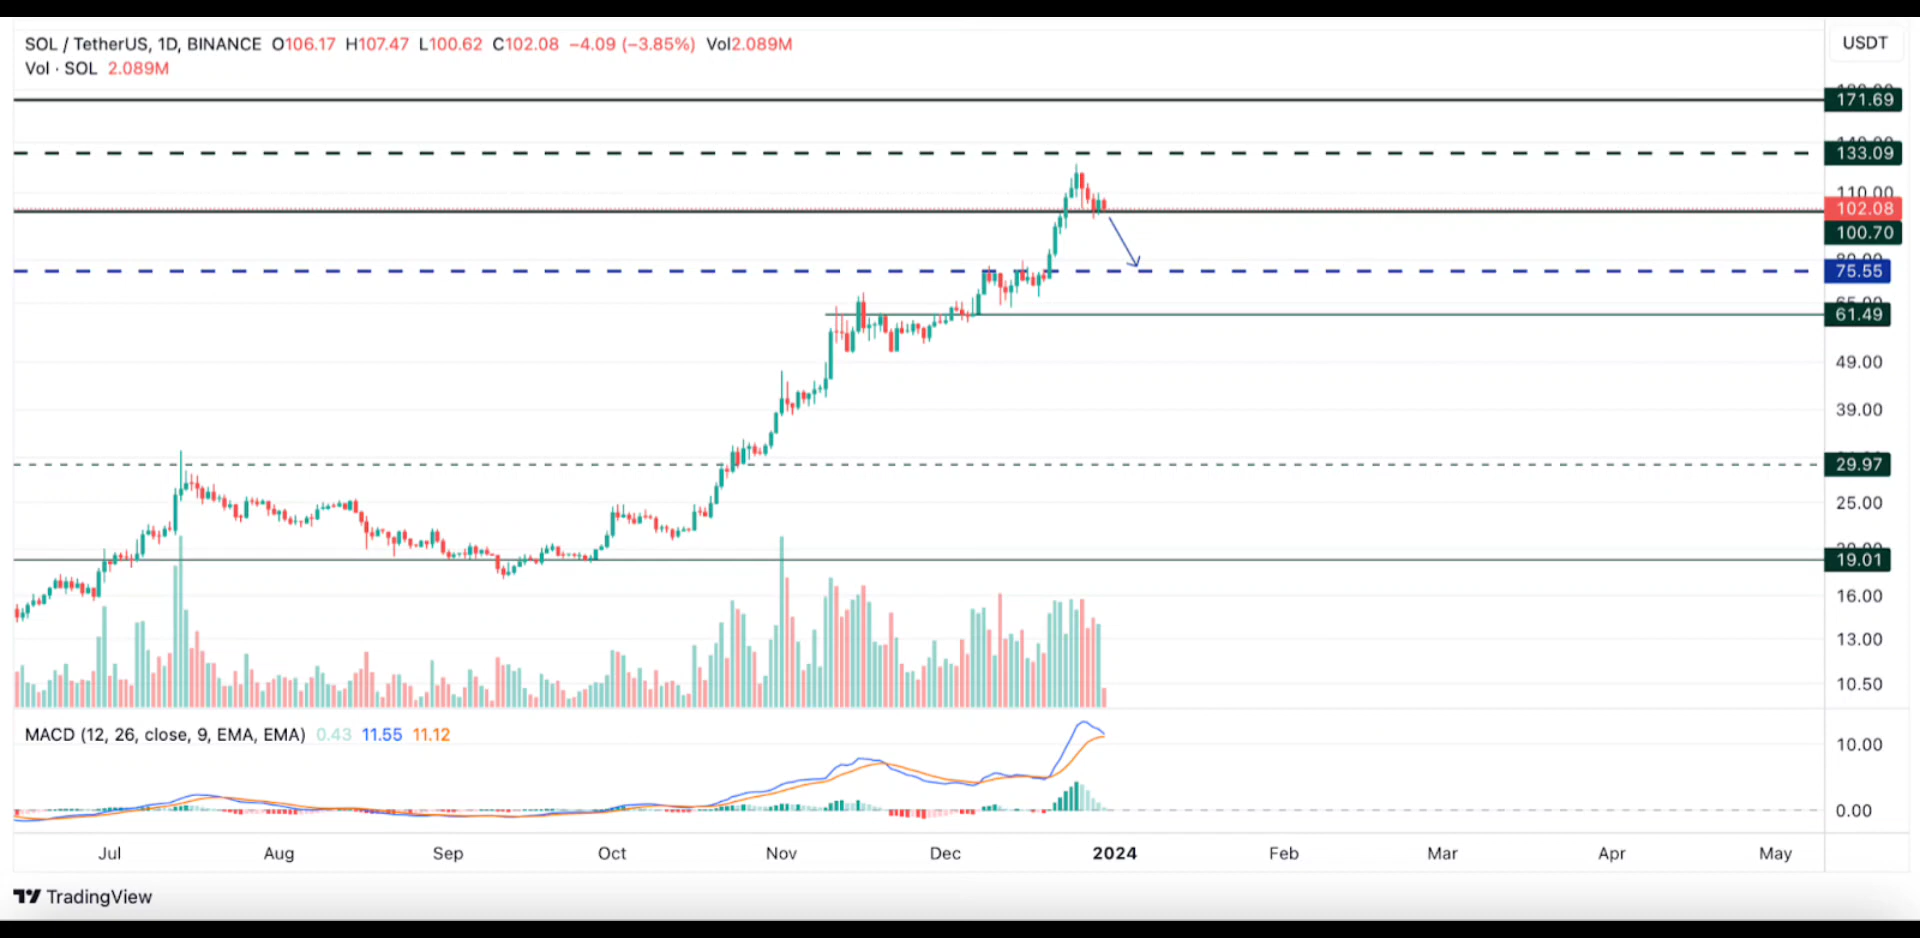 SOL / TetherUS, 1D, BINANCE O106.17 H107.47 L100.62 C102.08 −4.09 (−3.85%) Vol2.089M
USDT
Vol · SOL 2.089M
171.69
133.09
110.00
102.08
100.70
75.55
61.49
49.00
39.00
29.97
25.00
19.01
16.00
13.00
10.50
MACD (12, 26, close, 9, EMA, EMA) 0.43 11.55 11.12
10.00
0.00
Jul Aug Sep Oct Nov Dec 2024 Feb Mar Apr May
TradingView